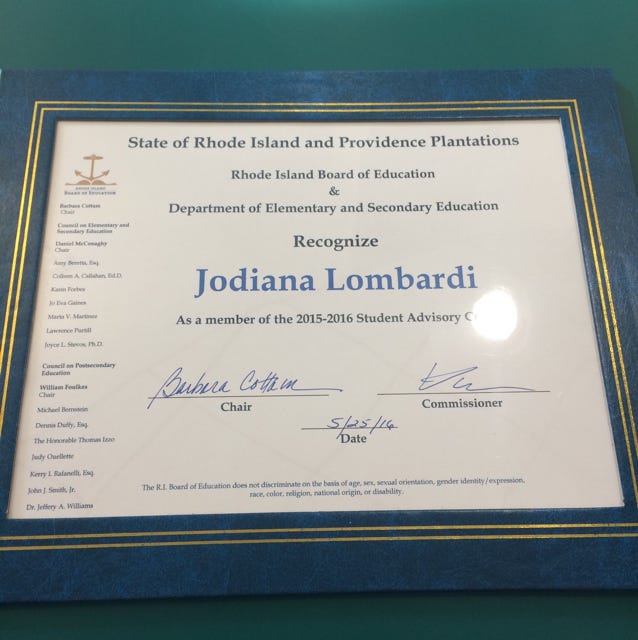 State of Rhode Island and Providence Plantations
Rhode Island Board of Education
&
Department of Elementary and Secondary Education
Recognize
Jodiana Lombardi
As a member of the 2015-2016 Student Advisory
Barbara Cottam
Chair
Commissioner
5/25/16
Date
The R.I. Board of Education does not discriminate on the basis of age, sex, sexual orientation, gender identity/expression,
race, color, religion, national origin, or disability.
RHODE ISLAND
BOARD OF EDUCATION
Barbara Cottam
Chair
Council on Elementary and
Secondary Education
Daniel McConaghy
Chair
Amy Beretta, Esq.
Colleen A. Callahan, Ed.D.
Karin Forbes
Jo Eva Gaines
Marta V. Martinez
Lawrence Purtill
Joyce L. Stevos, Ph.D.
Council on Postsecondary
Education
William Foulkes
Chair
Michael Bernstein
Dennis Duffy, Esq.
The Honorable Thomas Izzo
Judy Ouellette
Kerry I. Rafanelli, Esq.
John J. Smith, Jr.
Dr. Jeffery A. Williams